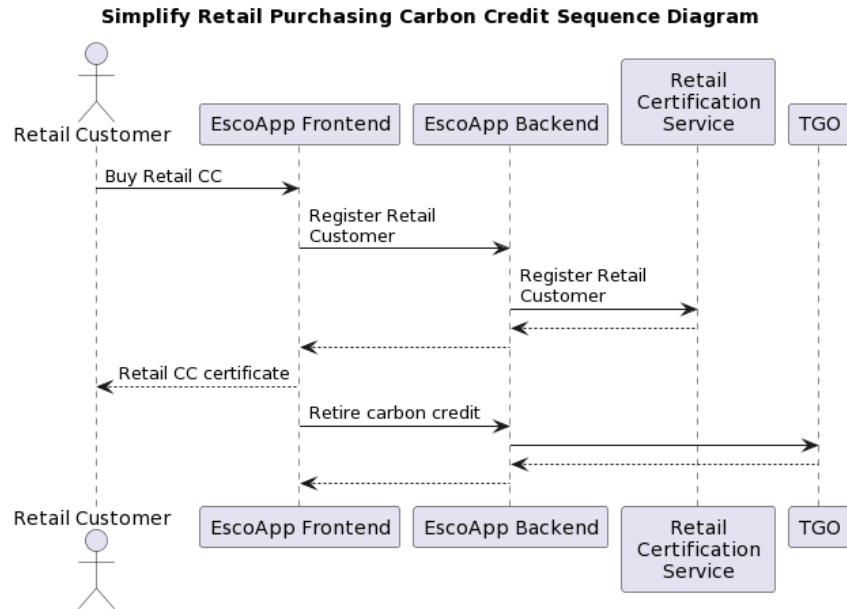 Simplify Retail Purchasing Carbon Credit Sequence Diagram
Retail Customer
EscoApp Frontend
EscoApp Backend
Retail
Certification
Service
TGO
Buy Retail CC
Register Retail
Customer
Register Retail
Customer
Retail CC certificate
Retire carbon credit
Retail Customer
EscoApp Frontend
EscoApp Backend
Retail
Certification
Service
TGO